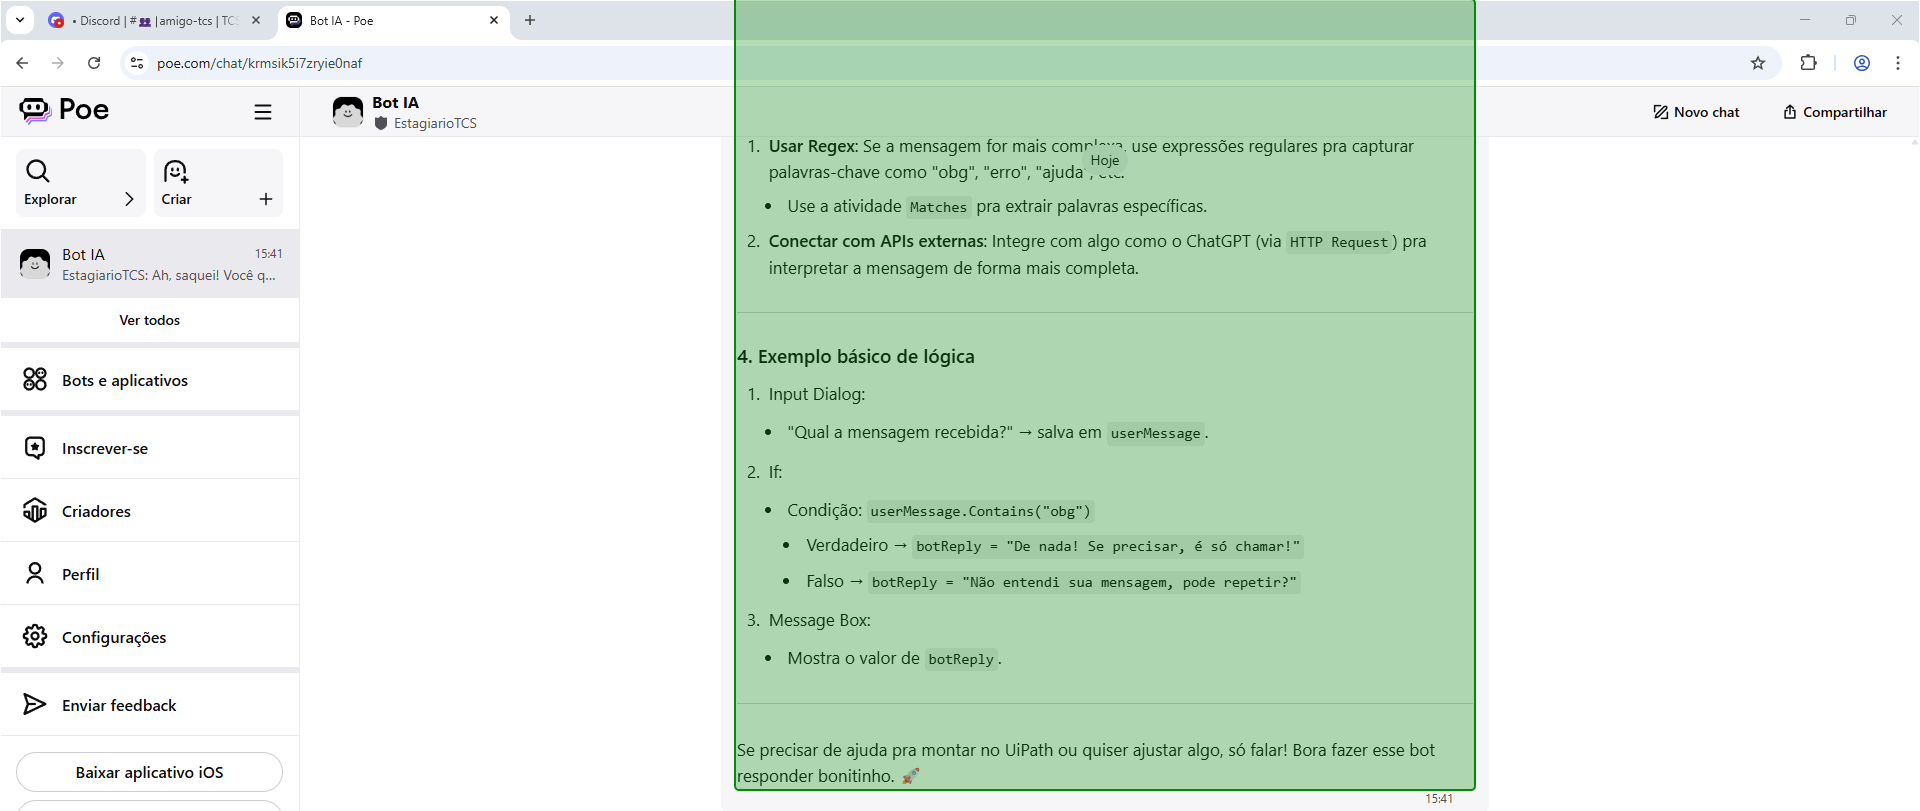 • Discord | # 👥 |amigo-tcs | TCS
Bot IA - Poe
poe.com/chat/krmsik5i7zryie0naf
Poe
Bot IA
EstagiarioTCS
Novo chat
Compartilhar
Explorar
Criar
Bot IA
15:41
EstagiarioTCS: Ah, saquei! Você q...
Ver todos
Bots e aplicativos
Inscrever-se
Criadores
Perfil
Configurações
Enviar feedback
Baixar aplicativo iOS
Hoje
1. Usar Regex: Se a mensagem for mais complexa, use expressões regulares pra capturar
palavras-chave como "obg", "erro", "ajuda", etc.
• Use a atividade Matches pra extrair palavras específicas.
2. Conectar com APIs externas: Integre com algo como o ChatGPT (via HTTP Request) pra
interpretar a mensagem de forma mais completa.
4. Exemplo básico de lógica
1. Input Dialog:
• "Qual a mensagem recebida?" → salva em userMessage.
2. If:
• Condição: userMessage.Contains("obg")
• Verdadeiro → botReply = "De nada! Se precisar, é só chamar!"
• Falso → botReply = "Não entendi sua mensagem, pode repetir?"
3. Message Box:
• Mostra o valor de botReply.
Se precisar de ajuda pra montar no UiPath ou quiser ajustar algo, só falar! Bora fazer esse bot
responder bonitinho. 🚀
15:41